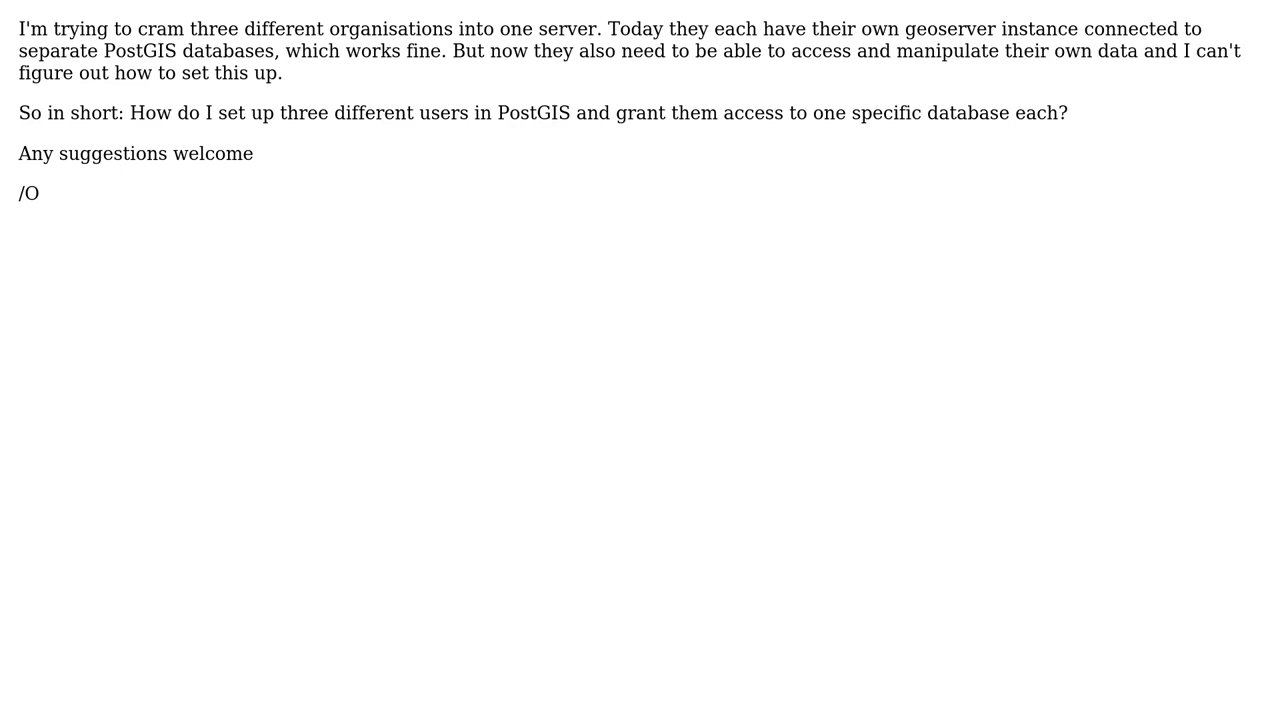 I'm trying to cram three different organisations into one server. Today they each have their own geoserver instance connected to
separate PostGIS databases, which works fine. But now they also need to be able to access and manipulate their own data and I can't
figure out how to set this up.
So in short: How do I set up three different users in PostGIS and grant them access to one specific database each?
Any suggestions welcome
/O